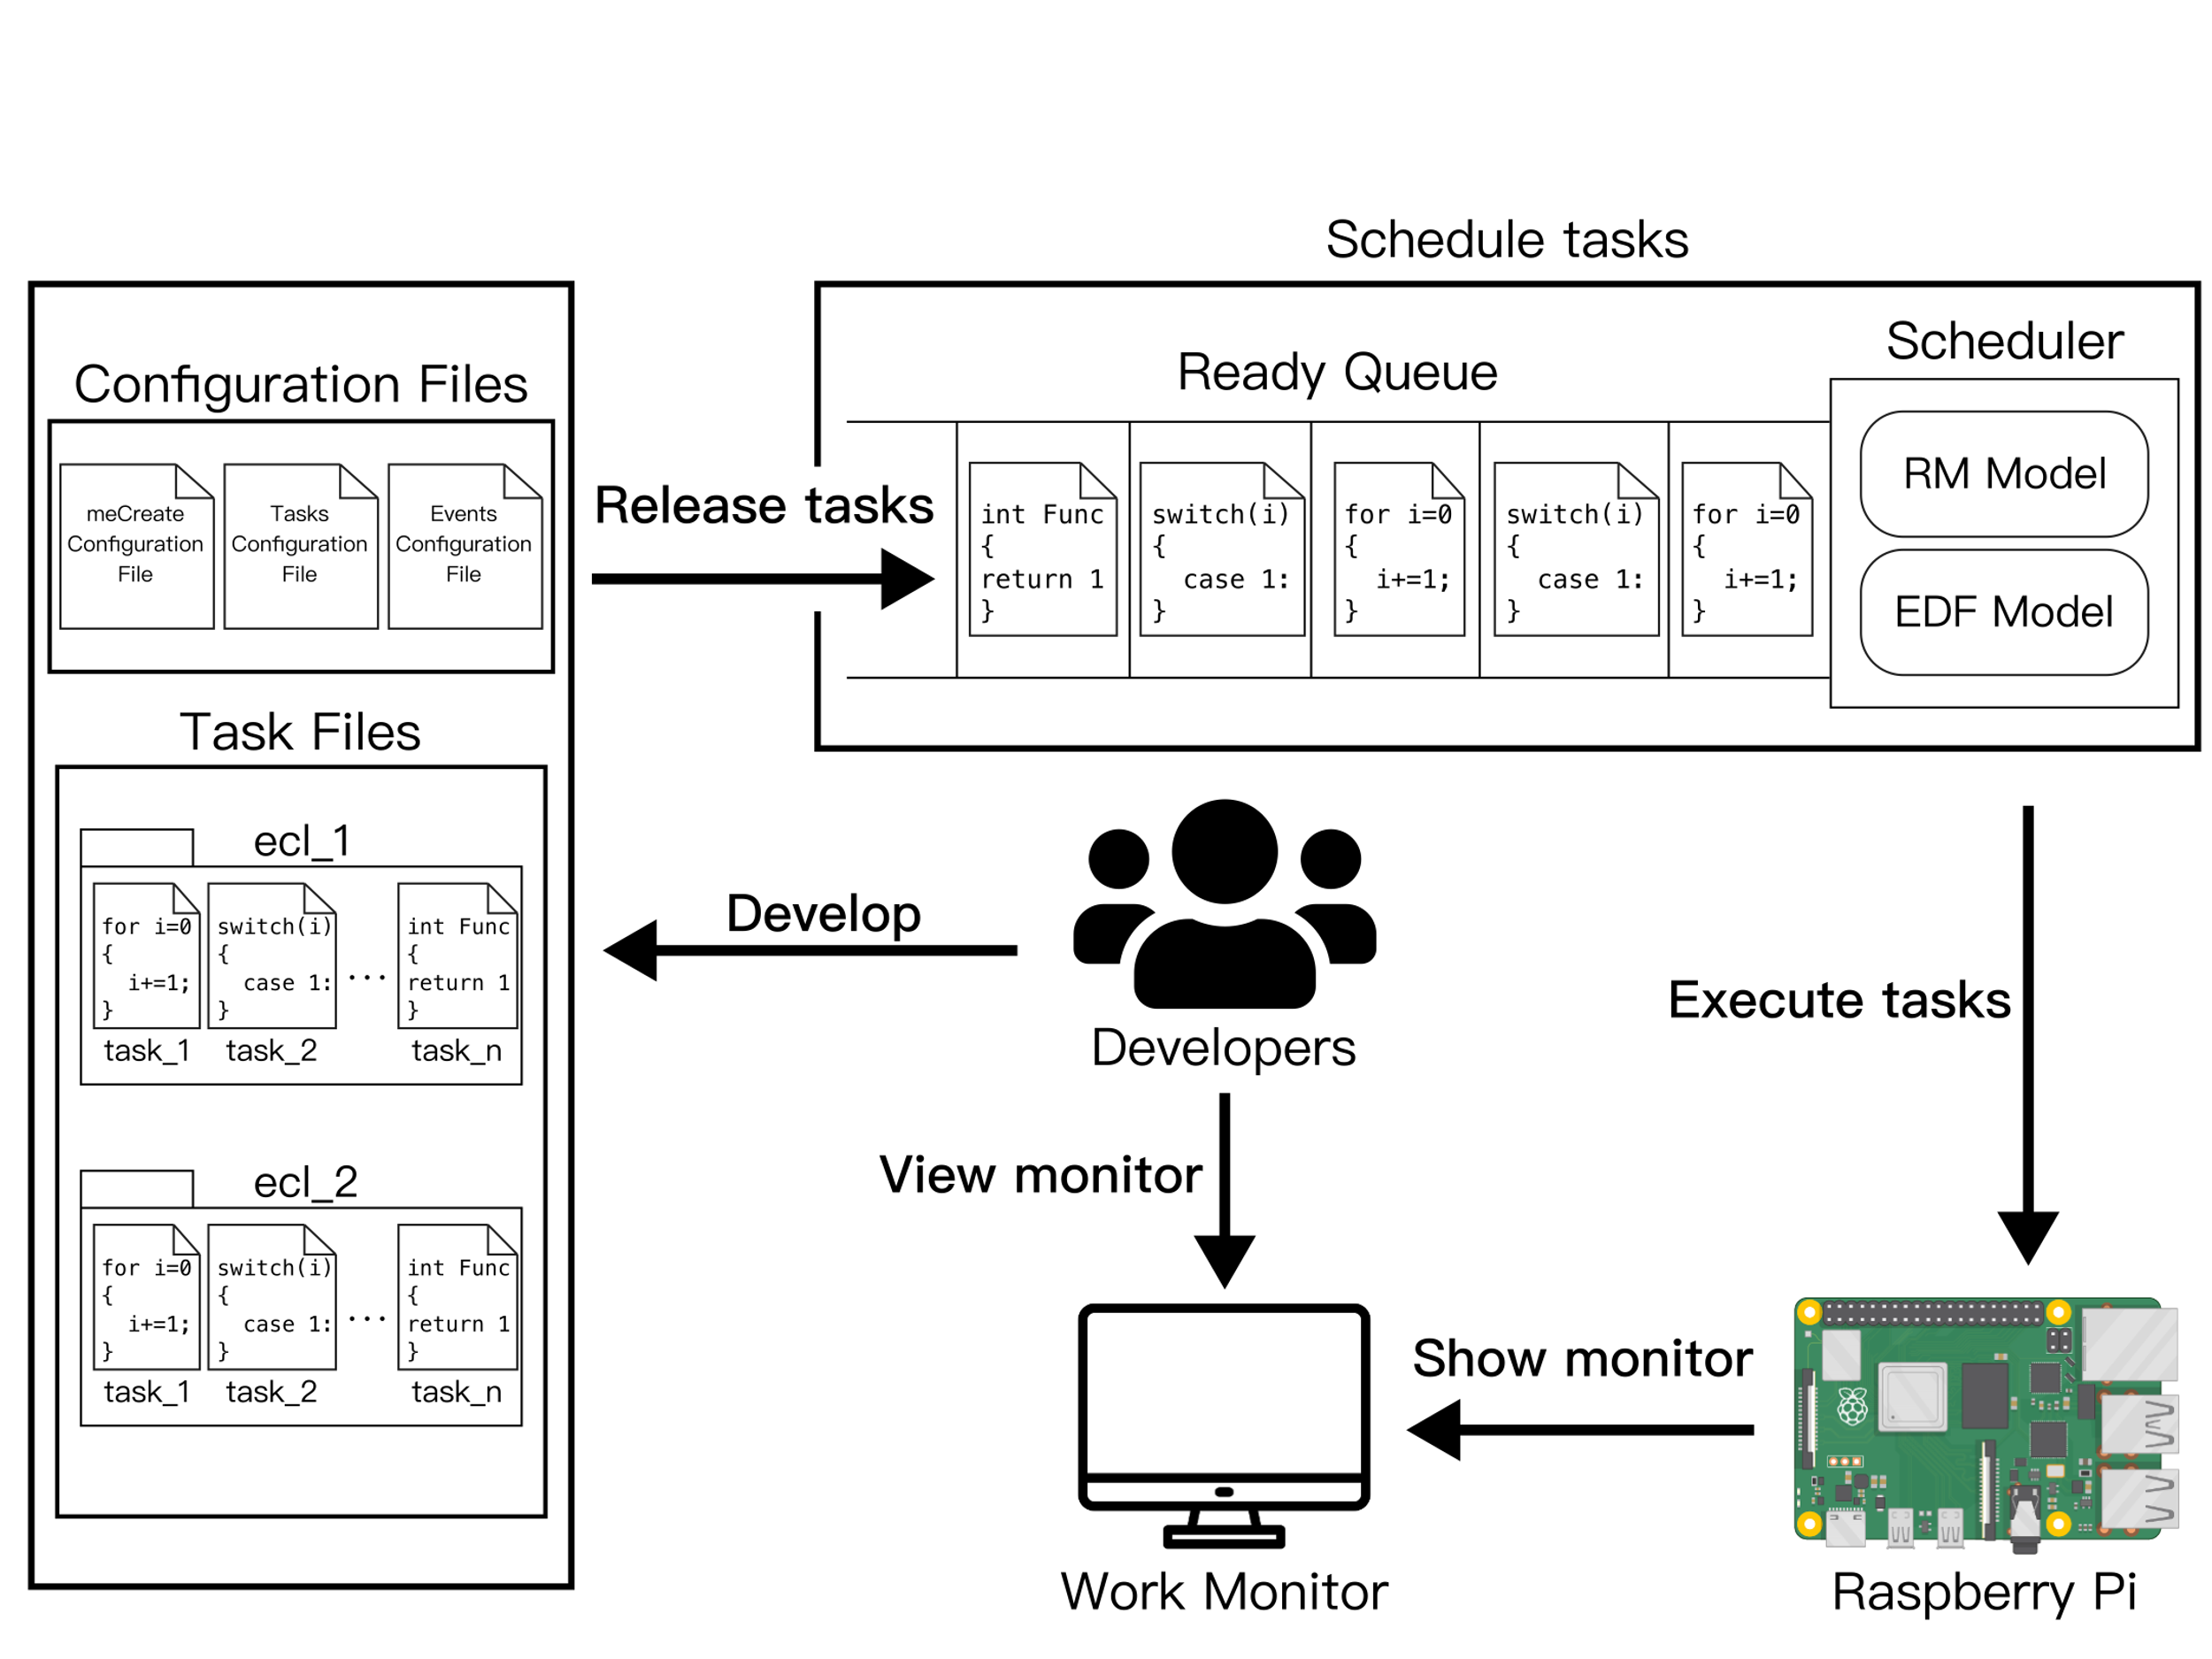 Schedule tasks
Configuration Files
meCreate
Configuration
File
Tasks
Configuration
File
Events
Configuration
File
Task Files
ecl_1
for i=0
{
i+=1;
}
task_1
switch(i)
{
case 1:
}
task_2
...
int Func
{
return 1
}
task_n
ecl_2
for i=0
{
i+=1;
}
task_1
switch(i)
{
case 1:
}
task_2
...
int Func
{
return 1
}
task_n
Release tasks
Ready Queue
int Func
{
return 1
}
switch(i)
{
case 1:
}
for i=0
{
i+=1;
}
switch(i)
{
case 1:
}
for i=0
{
i+=1;
}
Scheduler
RM Model
EDF Model
Develop
Developers
Execute tasks
View monitor
Show monitor
Work Monitor
Raspberry Pi